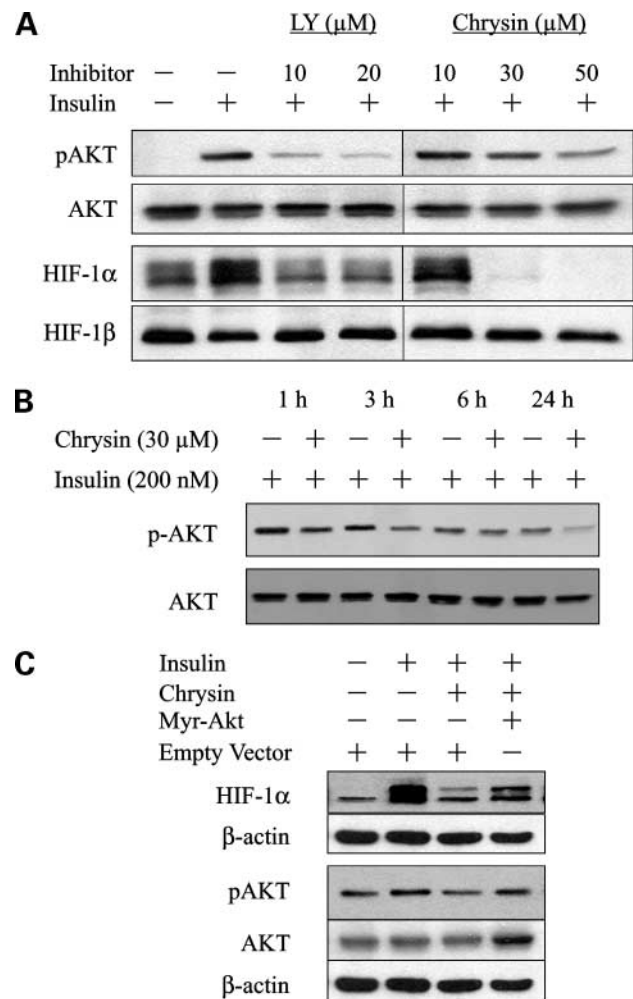 A
LY (μM) Chrysin (μM)
Inhibitor − − 10 20 10 30 50
Insulin − + + + + + +
pAKT
AKT
HIF-1α
HIF-1β
B
1 h 3 h 6 h 24 h
Chrysin (30 μM) − + − + − + − +
Insulin (200 nM) + + + + + + + +
p-AKT
AKT
C
Insulin − + + +
Chrysin − − + +
Myr-Akt − − − +
Empty Vector + + + −
HIF-1α
β-actin
pAKT
AKT
β-actin